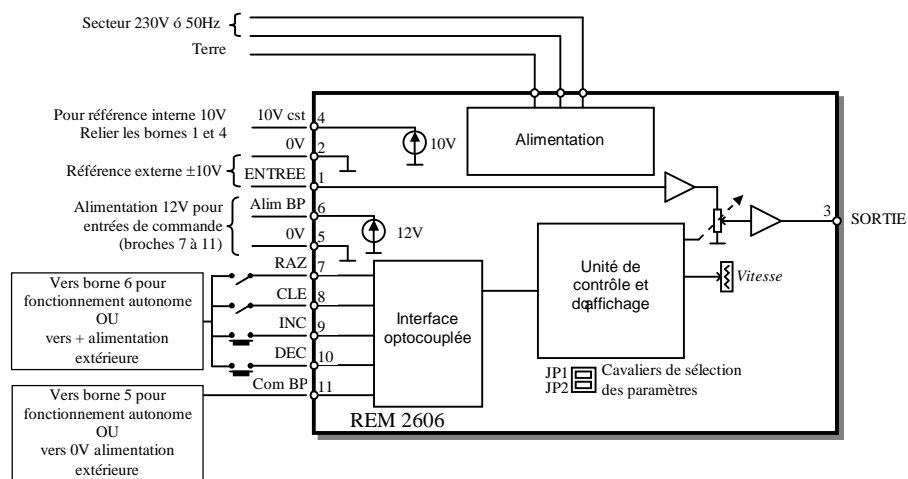 Secteur 230V ó 50Hz
Terre
Pour référence interne 10V
Relier les bornes 1 et 4
10V cst
4
10V
0V
2
Référence externe ±10V
ENTREE
1
Alimentation 12V pour
entrées de commande
(broches 7 à 11)
Alim BP
6
12V
0V
5
Alimentation
3
SORTIE
RAZ
7
CLE
8
INC
9
DEC
10
Com BP
11
Vers borne 6 pour
fonctionnement autonome
OU
vers + alimentation
extérieure
Vers borne 5 pour
fonctionnement autonome
OU
vers 0V alimentation
extérieure
Interface
optocouplée
Unité de
contrôle et
doaffichage
Vitesse
JP1
JP2
Cavaliers de sélection
des paramètres
REM 2606